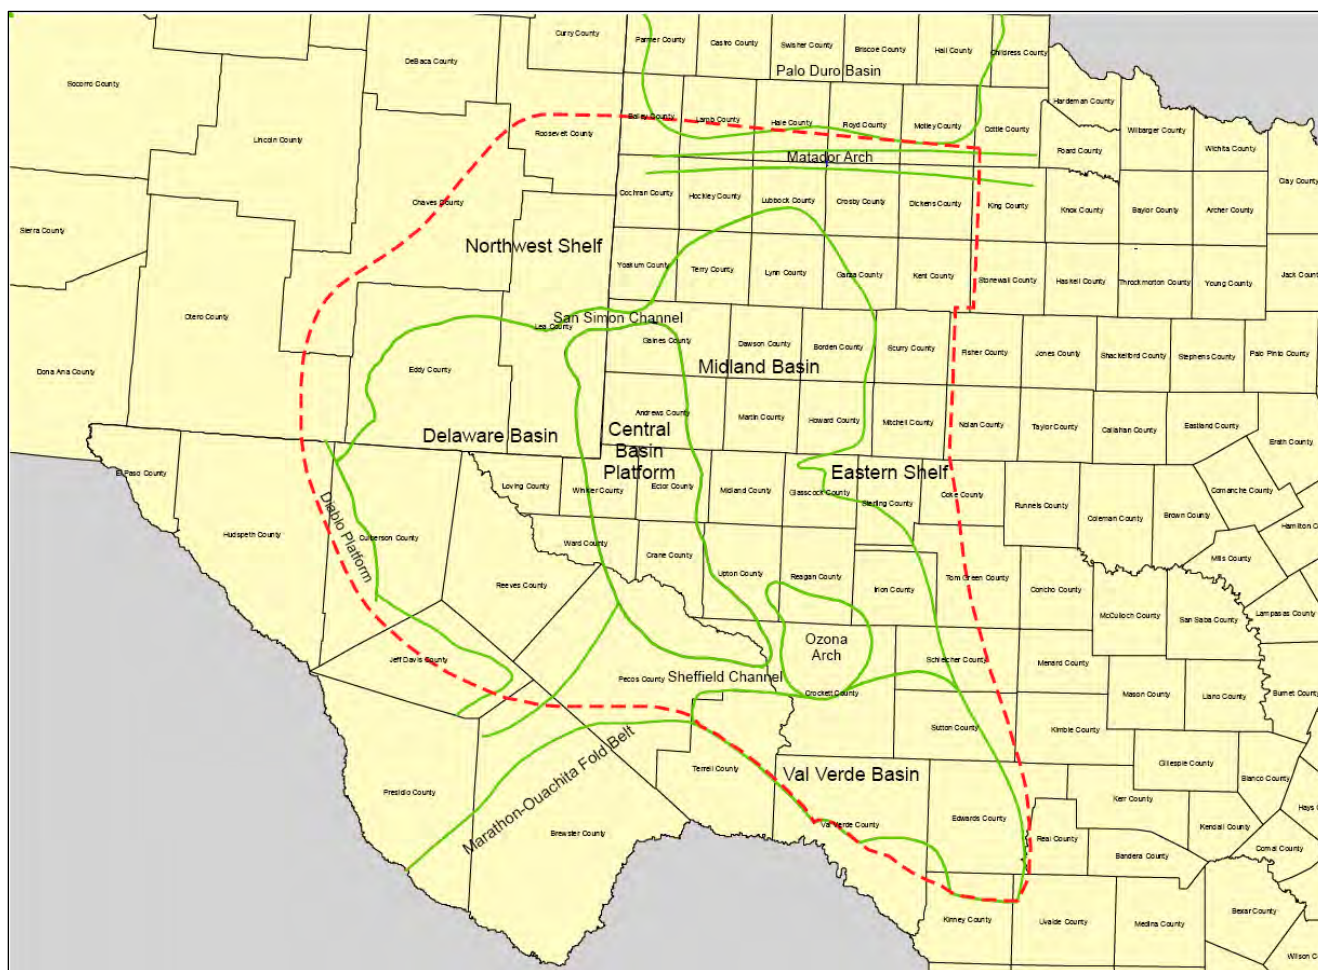 Curry County
Parmer County
Castro County
Swisher County
Briscoe County
Hall County
Childress County
DeBaca County
Palo Duro Basin
Socorro County
Hardeman County
Roosevelt County
Bailey County
Lamb County
Hale County
Floyd County
Motley County
Cottle County
Wilbarger County
Lincoln County
Foard County
Wichita County
Matador Arch
Clay County
Cochran County
Hockley County
Lubbock County
Crosby County
Dickens County
King County
Knox County
Baylor County
Archer County
Chaves County
Sierra County
Northwest Shelf
Yoakum County
Terry County
Lynn County
Garza County
Kent County
Stonewall County
Haskell County
Throckmorton County
Young County
Jack County
Otero County
San Simon Channel
Lea County
Gaines County
Dawson County
Borden County
Scurry County
Fisher County
Jones County
Shackelford County
Stephens County
Palo Pinto County
Midland Basin
Dona Ana County
Eddy County
Andrews County
Martin County
Howard County
Mitchell County
Nolan County
Taylor County
Callahan County
Eastland County
Erath County
Delaware Basin
Central
Basin
Platform
Eastern Shelf
El Paso County
Loving County
Winkler County
Ector County
Midland County
Glasscock County
Sterling County
Coke County
Runnels County
Coleman County
Brown County
Comanche County
Hamilton Co
Diablo Platform
Hudspeth County
Culberson County
Ward County
Crane County
Mills County
Reeves County
Upton County
Reagan County
Irion County
Tom Green County
Concho County
McCulloch County
San Saba County
Lampasas County
Ozona
Arch
Jeff Davis County
Schleicher County
Menard County
Pecos County
Sheffield Channel
Crockett County
Mason County
Llano County
Burnet County
Sutton County
Kimble County
Marathon-Ouachita Fold Belt
Gillespie County
Terrell County
Val Verde Basin
Blanco County
Presidio County
Kerr County
Hays C
Brewster County
Val Verde County
Edwards County
Real County
Kendall County
Bandera County
Comal County
Kinney County
Uvalde County
Medina County
Bexar County
Wilson C